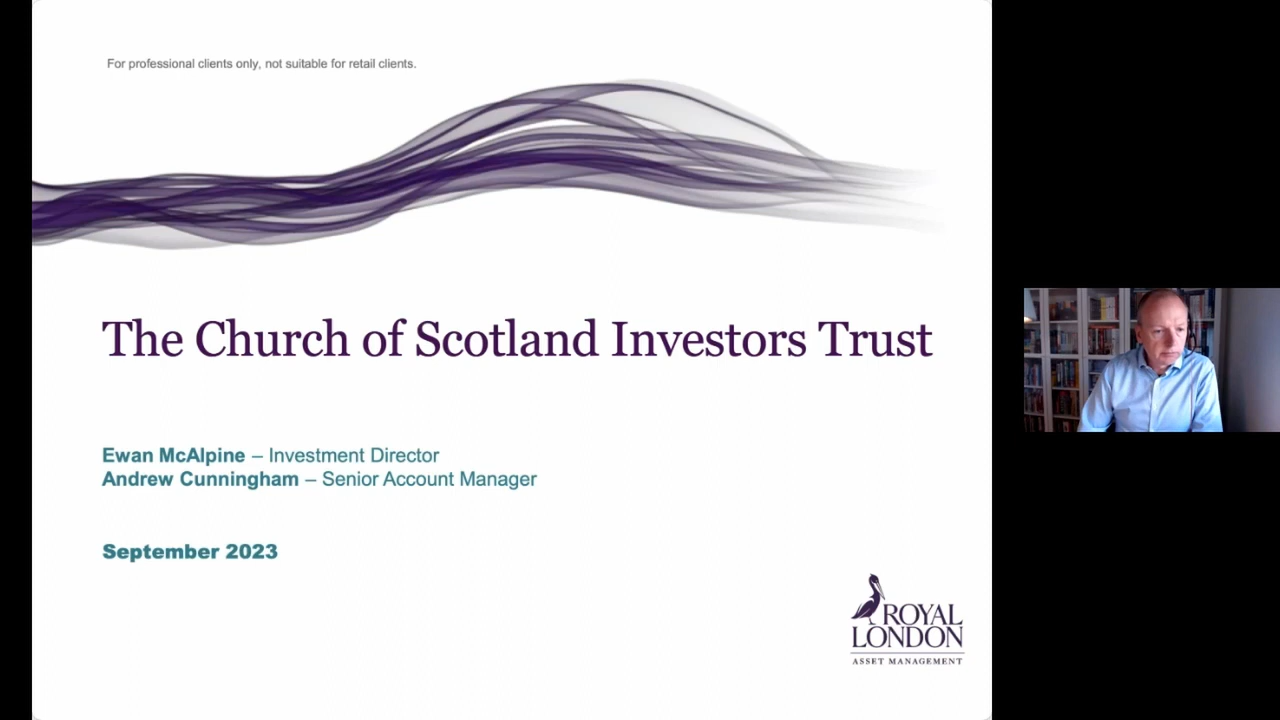 For professional clients only, not suitable for retail clients.
The Church of Scotland Investors Trust
Ewan McAlpine – Investment Director
Andrew Cunningham – Senior Account Manager
September 2023
ROYAL
LONDON
ASSET MANAGEMENT